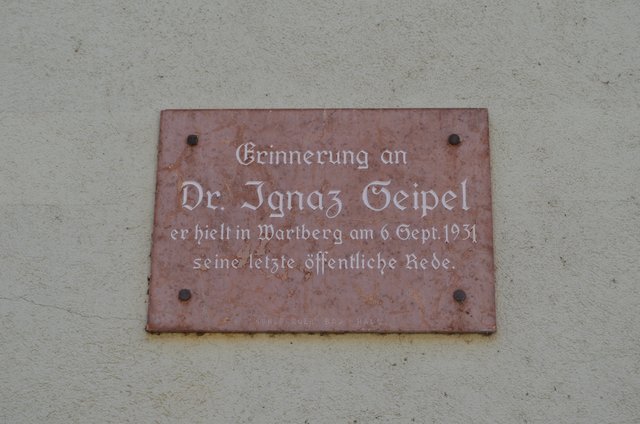 Erinnerung an
Dr. Ignaz Seipel
er hielt in Wartberg am 6. Sept. 1931
seine letzte öffentliche Rede.